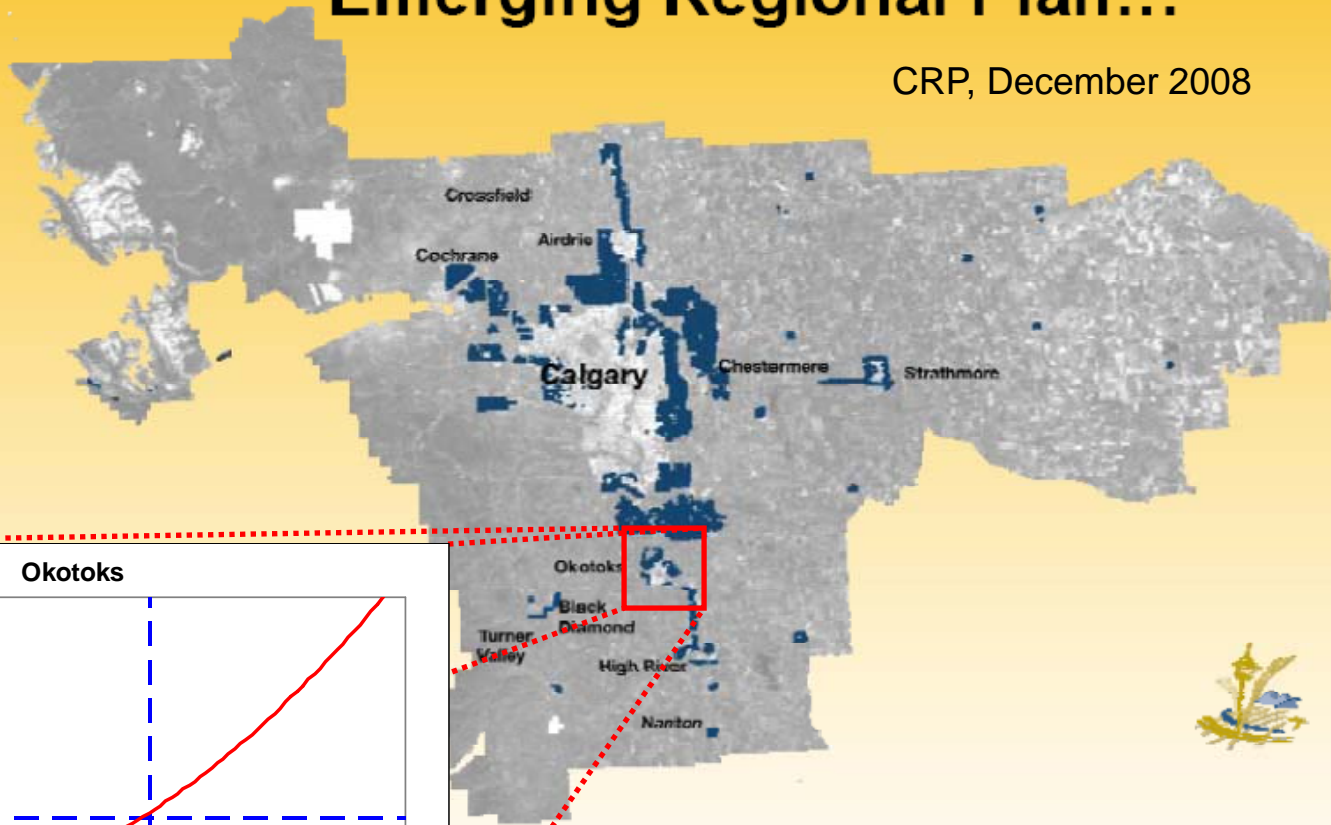 Emerging Regional Plan...
CRP, December 2008
Crossfield
Airdrie
Cochrane
Calgary
Chestermere
Strathmore
Okotoks
Okotoks
Black
Diamond
Turner
Valley
High River
Nanton